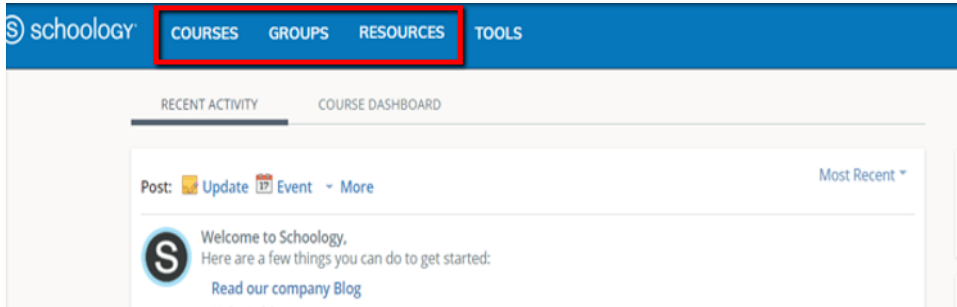 S schoology
COURSES GROUPS RESOURCES TOOLS
RECENT ACTIVITY COURSE DASHBOARD
Post: Update 17 Event More
Most Recent
S
Welcome to Schoology,
Here are a few things you can do to get started:
Read our company Blog